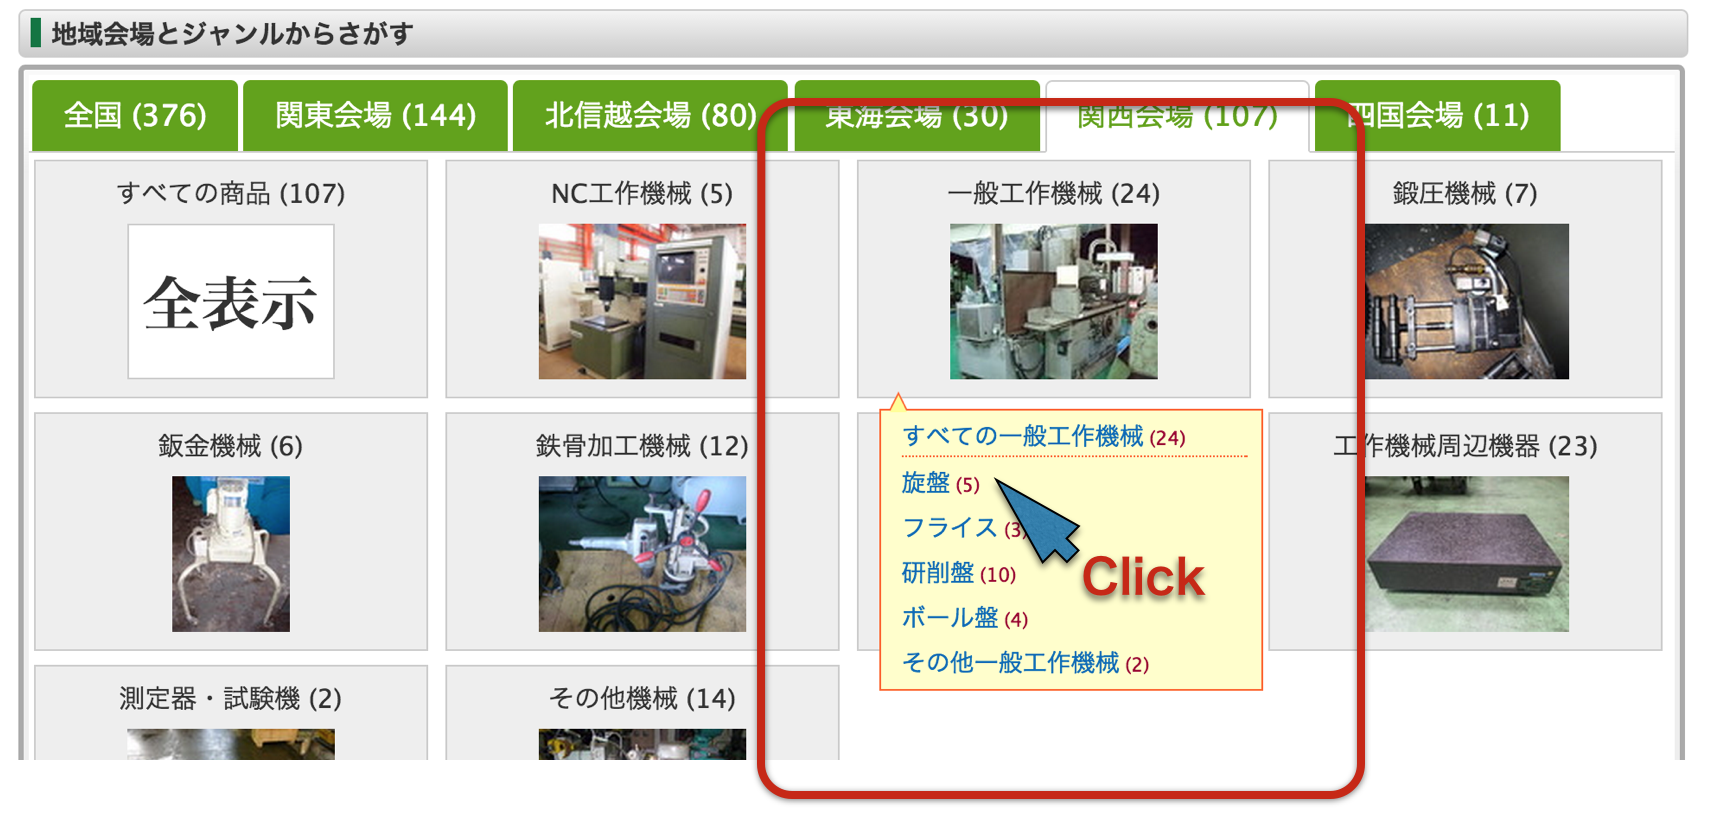 地域会場とジャンルからさがす
全国 (376)
関東会場 (144)
北信越会場 (80)
東海会場 (30)
関西会場 (107)
四国会場 (11)
すべての商品 (107)
NC工作機械 (5)
一般工作機械 (24)
鍛圧機械 (7)
全表示
鈑金機械 (6)
鉄骨加工機械 (12)
すべての一般工作機械 (24)
旋盤 (5)
フライス (3)
研削盤 (10)
ボール盤 (4)
その他一般工作機械 (2)
Click
工作機械周辺機器 (23)
測定器・試験機 (2)
その他機械 (14)